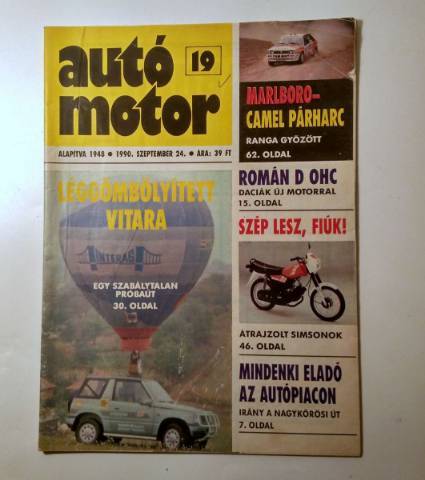 autó
motor
19
ALAPITVA 1948 ● 1990. SZEPTEMBER 24. ● ÁRA: 39 FT
LÉGGÖMBÖLYÍTETT
VITARA
INTERAG
EGY SZABÁLYTALAN
PRÓBAÚT
30. OLDAL
MARLBORO–
CAMEL PÁRHARC
RANGA GYŐZÖTT
62. OLDAL
ROMÁN D OHC
DACIÁK ÚJ MOTORRAL
15. OLDAL
SZÉP LESZ, FIÚK!
ÁTRAJZOLT SIMSONOK
46. OLDAL
MINDENKI ELADÓ
AZ AUTÓPIACON
IRÁNY A NAGYKŐRÖSI ÚT
7. OLDAL